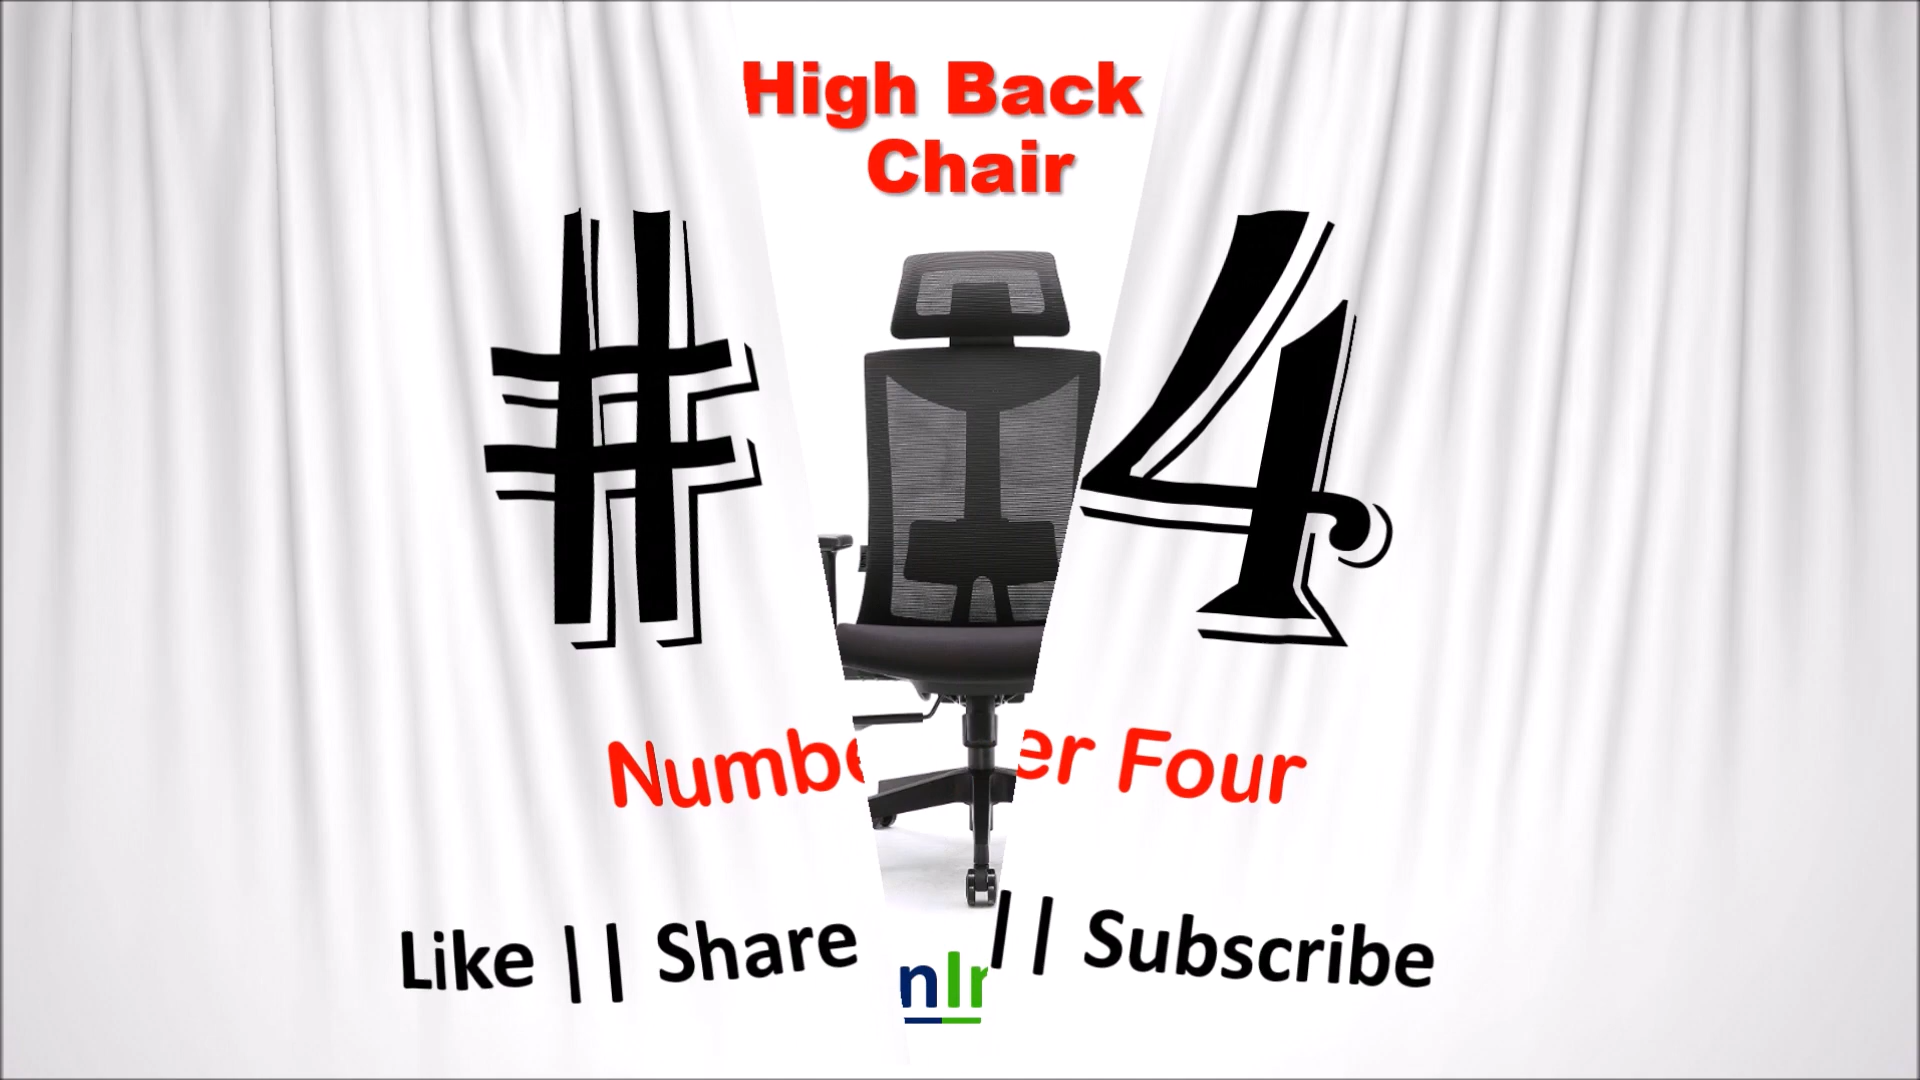 High Back
Chair
# 4
Numbe er Four
Like || Share || Subscribe
nlr